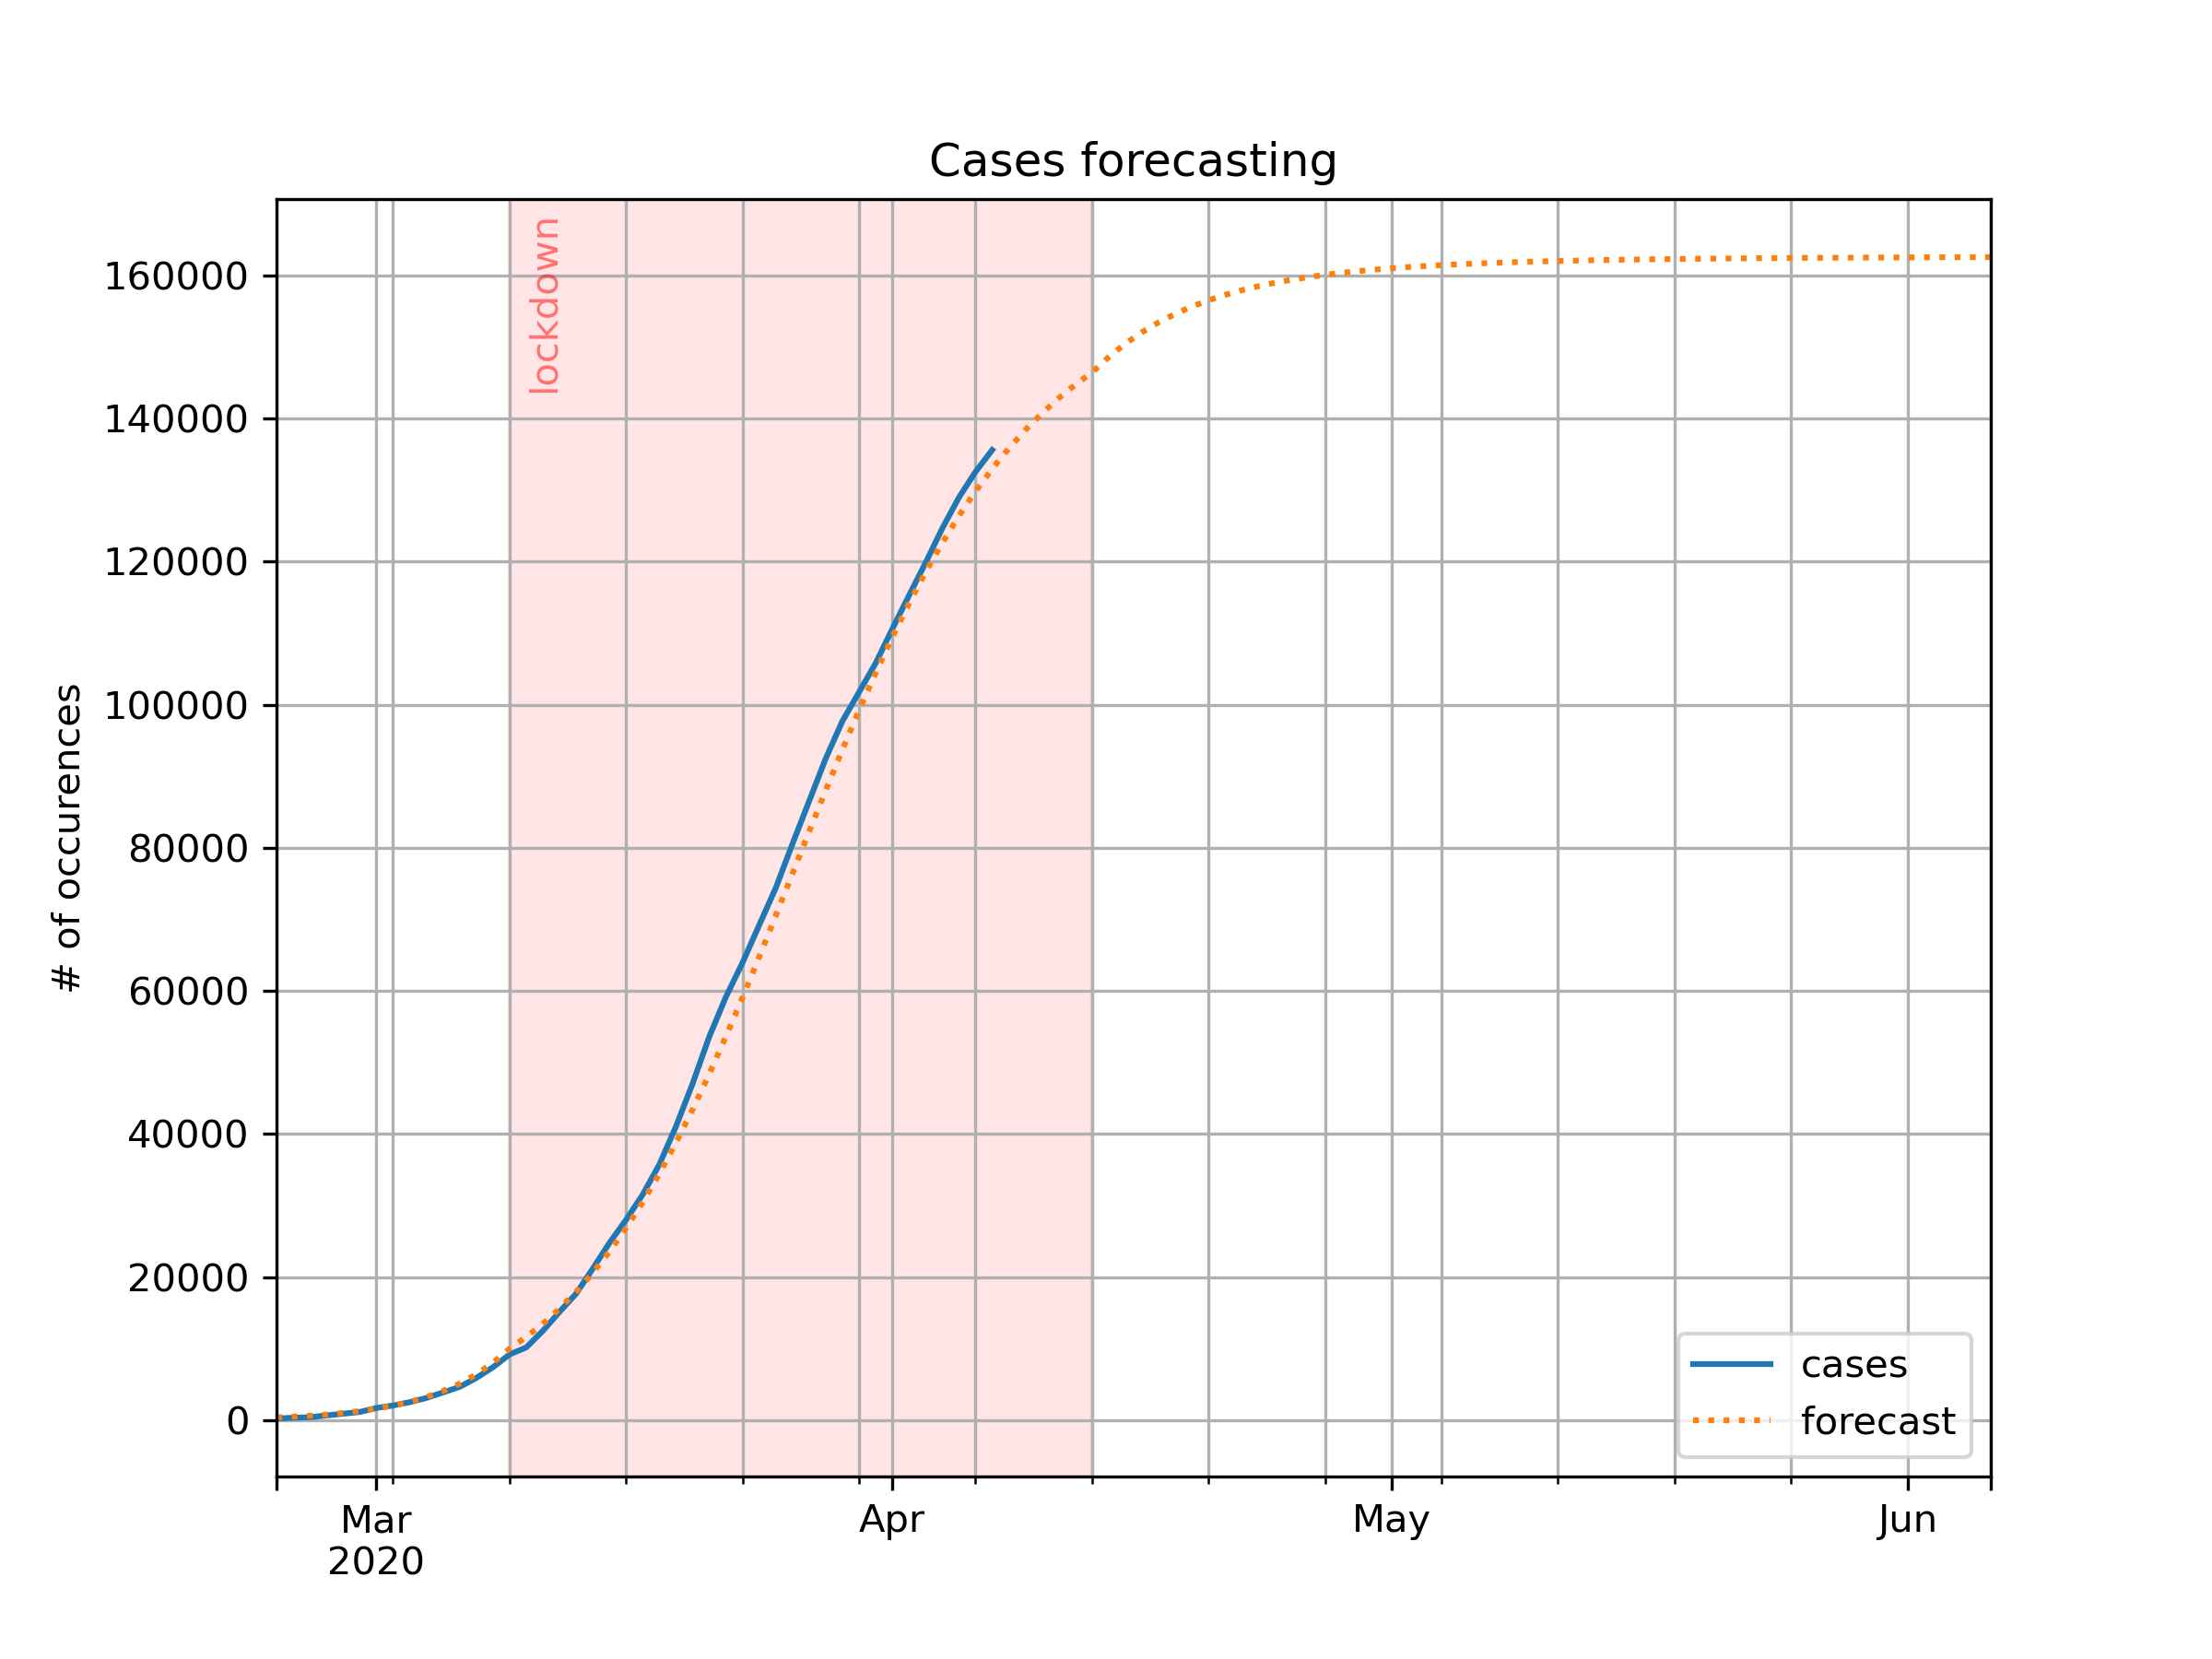 Cases forecasting
lockdown
# of occurences
160000
140000
120000
100000
80000
60000
40000
20000
0
Mar
2020
Apr
May
Jun
cases
forecast